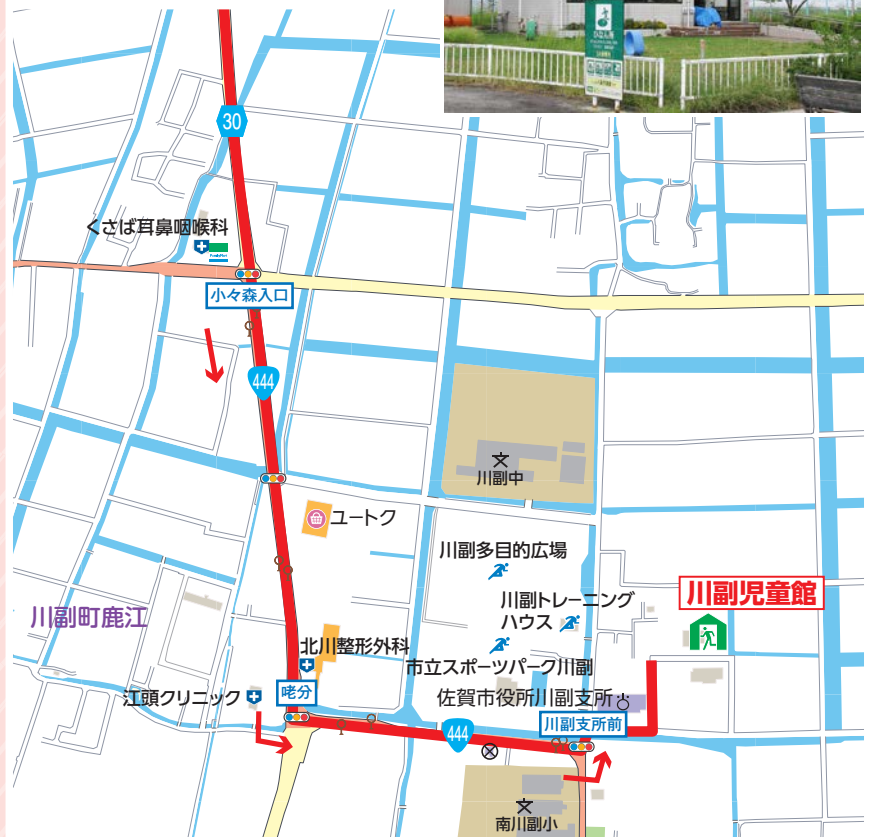 ひなん所
30
くさば耳鼻咽喉科
FamilyMart
小々森入口
444
川副中
ユートク
川副多目的広場
川副トレーニング
ハウス
川副児童館
川副町鹿江
北川整形外科
市立スポーツパーク川副
江頭クリニック
咾分
佐賀市役所川副支所
川副支所前
444
南川副小